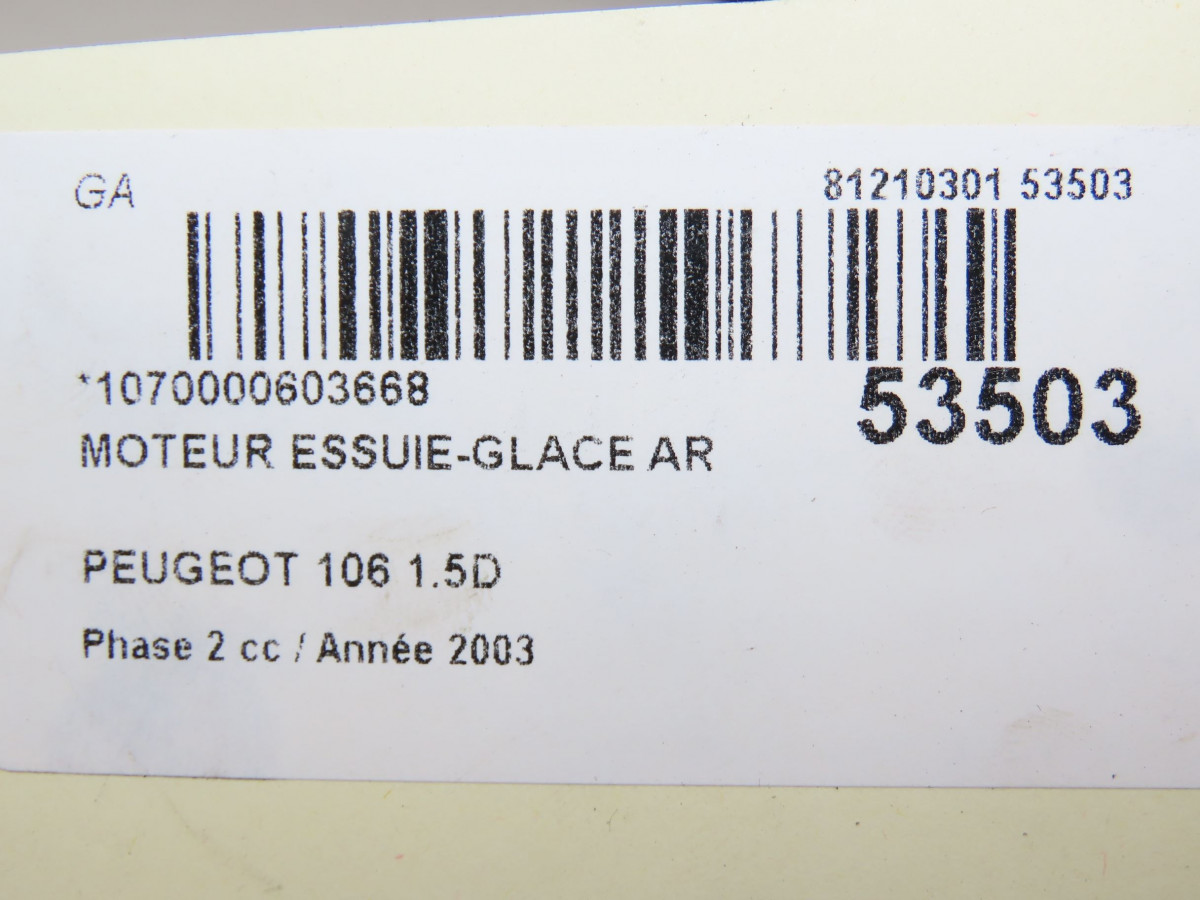 GA
81210301 53503
*1070000603668
53503
MOTEUR ESSUIE-GLACE AR
PEUGEOT 106 1.5D
Phase 2 cc / Année 2003